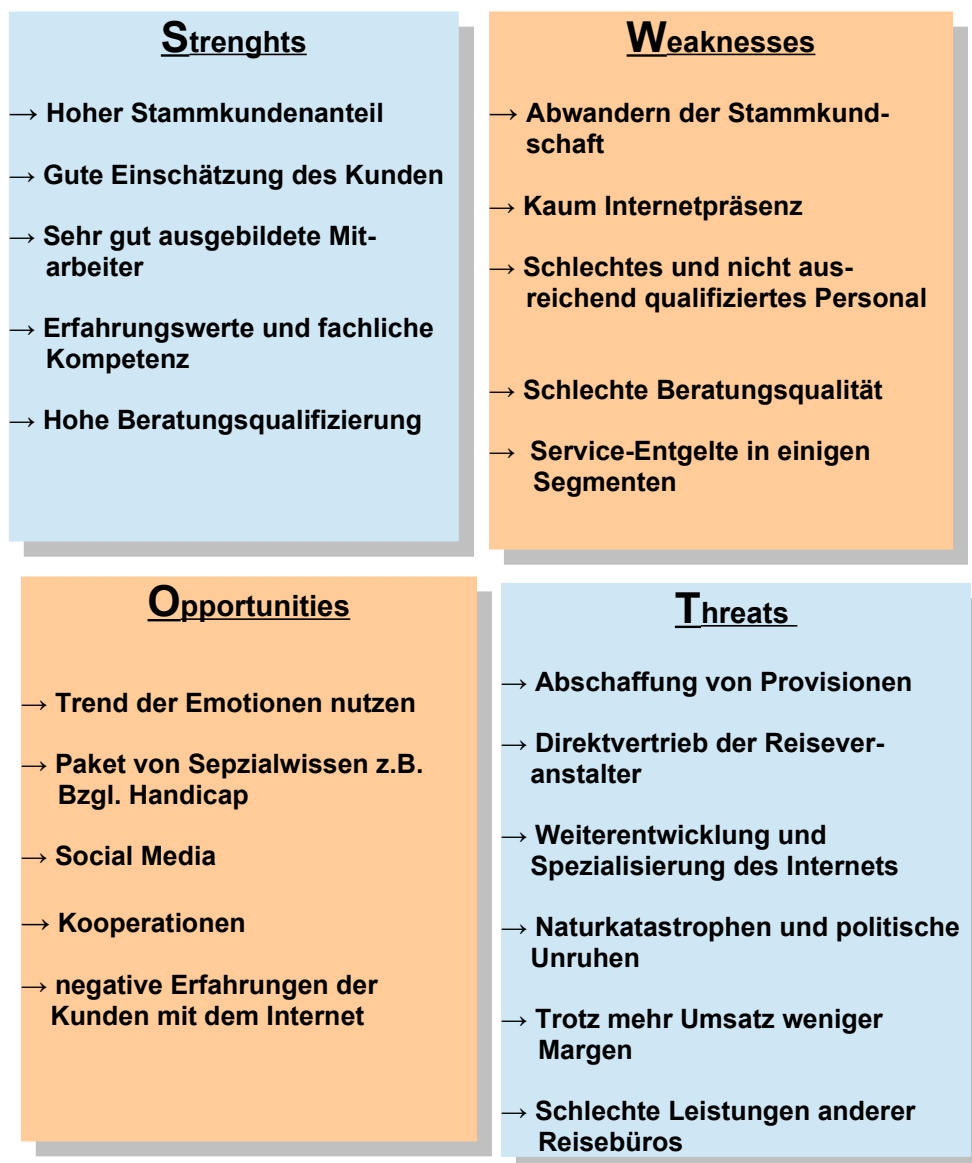 Strenghts
→ Hoher Stammkundenanteil
→ Gute Einschätzung des Kunden
→ Sehr gut ausgebildete Mit-
arbeiter
→ Erfahrungswerte und fachliche
Kompetenz
→ Hohe Beratungsqualifizierung
Weaknesses
→ Abwandern der Stammkund-
schaft
→ Kaum Internetpräsenz
→ Schlechtes und nicht aus-
reichend qualifiziertes Personal
→ Schlechte Beratungsqualität
→ Service-Entgelte in einigen
Segmenten
Opportunities
→ Trend der Emotionen nutzen
→ Paket von Sepzialwissen z.B.
Bzgl. Handicap
→ Social Media
→ Kooperationen
→ negative Erfahrungen der
Kunden mit dem Internet
Threats
→ Abschaffung von Provisionen
→ Direktvertrieb der Reisever-
anstalter
→ Weiterentwicklung und
Spezialisierung des Internets
→ Naturkatastrophen und politische
Unruhen
→ Trotz mehr Umsatz weniger
Margen
→ Schlechte Leistungen anderer
Reisebüros